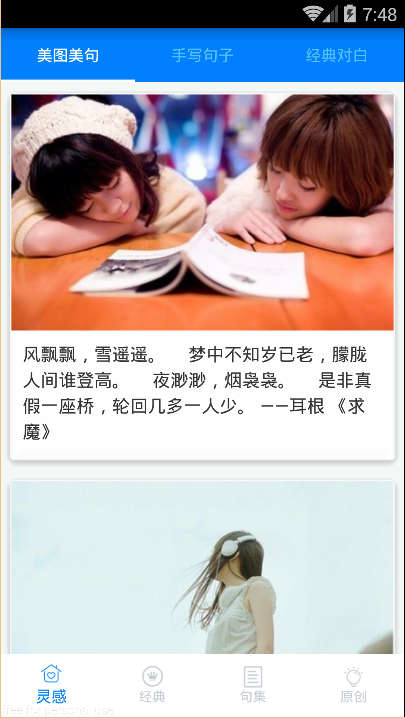 7:48
美图美句 手写句子 经典对白
风飘飘，雪遥遥。 梦中不知岁已老，朦胧
人间谁登高。 夜渺渺，烟袅袅。 是非真
假一座桥，轮回几多一人少。 ——耳根 《求
魔》
灵感 经典 句集 原创
free for personal use